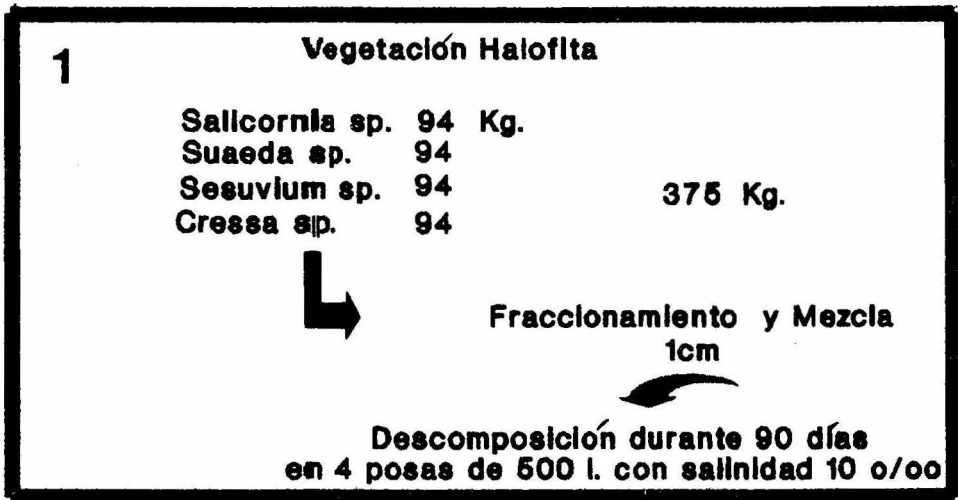 1
Vegetación Halofita
Salicornia sp. 94 Kg.
Suaeda sp. 94
Sesuvium sp. 94
375 Kg.
Cressa sp. 94
Fraccionamiento y Mezcla
1cm
Descomposición durante 90 días
en 4 posas de 500 l. con salinidad 10 o/oo